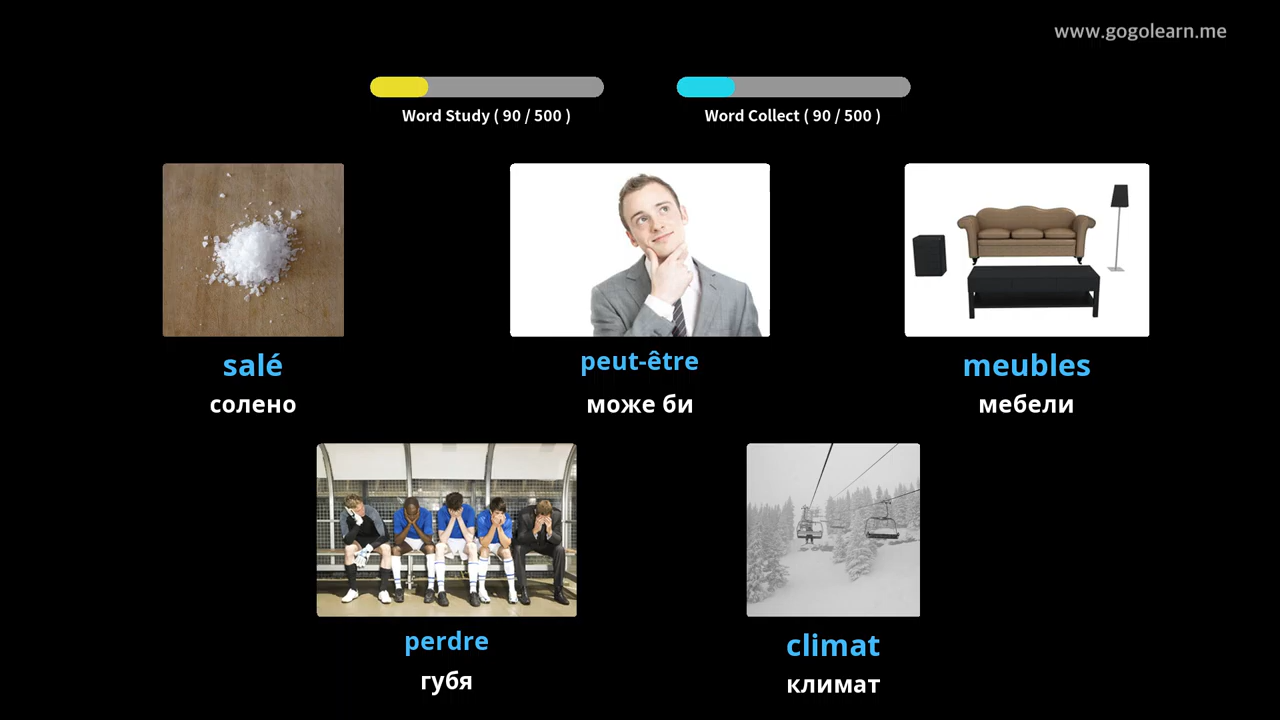 www.gogolearn.me
Word Study ( 90 / 500 )
Word Collect ( 90 / 500 )
salé
солено
peut-être
може би
meubles
мебели
perdre
губя
climat
климат